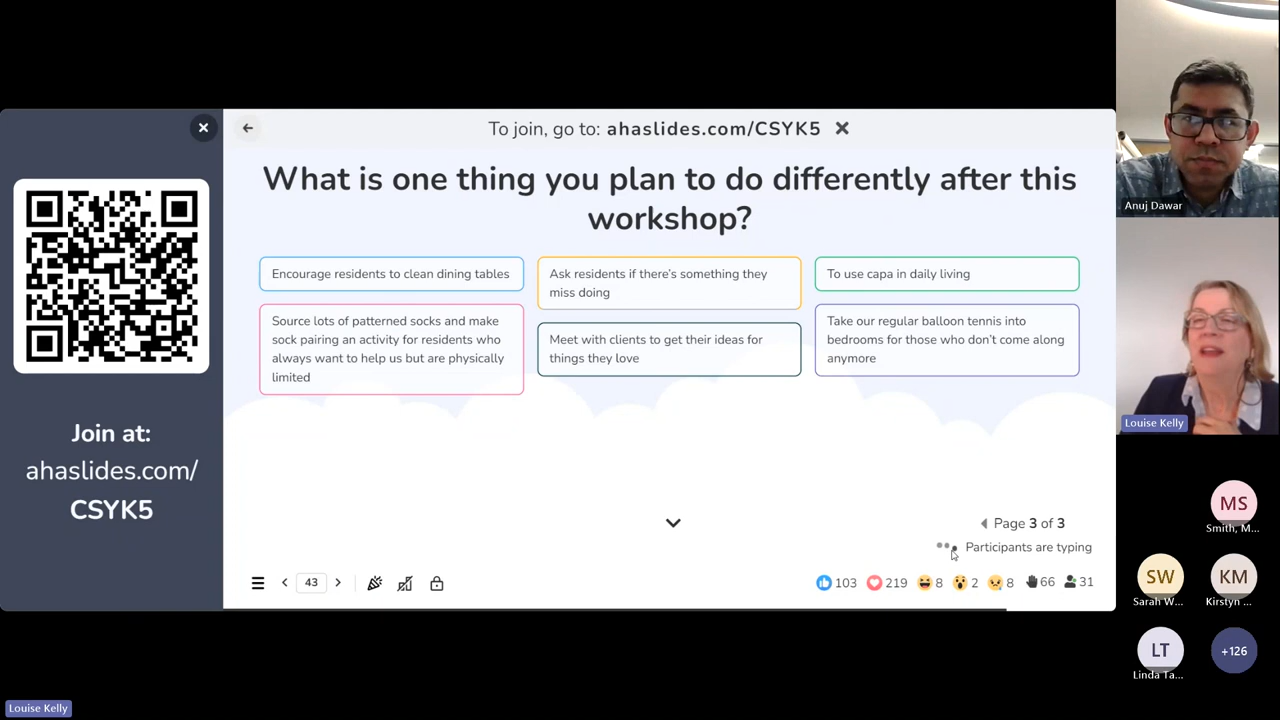 To join, go to: ahaslides.com/CSYK5
What is one thing you plan to do differently after this
workshop?
Encourage residents to clean dining tables
Source lots of patterned socks and make
sock pairing an activity for residents who
always want to help us but are physically
limited
Ask residents if there's something they
miss doing
Meet with clients to get their ideas for
things they love
To use capa in daily living
Take our regular balloon tennis into
bedrooms for those who don't come along
anymore
Join at:
ahaslides.com/
CSYK5
Page 3 of 3
Participants are typing
43
103 219 8 2 8 66 31
Anuj Dawar
Louise Kelly
MS
Smith, M...
SW
Sarah W...
KM
Kirstyn ...
LT
Linda Ta...
+126
Louise Kelly